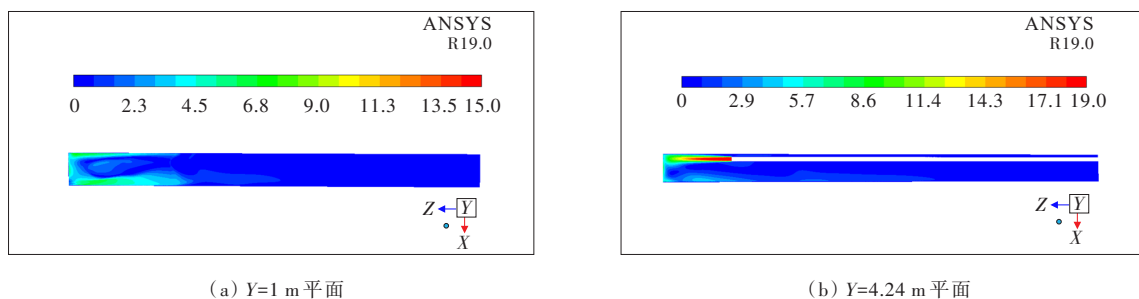 ANSYS
R19.0
0 2.3 4.5 6.8 9.0 11.3 13.5 15.0
Z Y
X
(a) Y=1 m平面
ANSYS
R19.0
0 2.9 5.7 8.6 11.4 14.3 17.1 19.0
Z Y
X
(b) Y=4.24 m平面